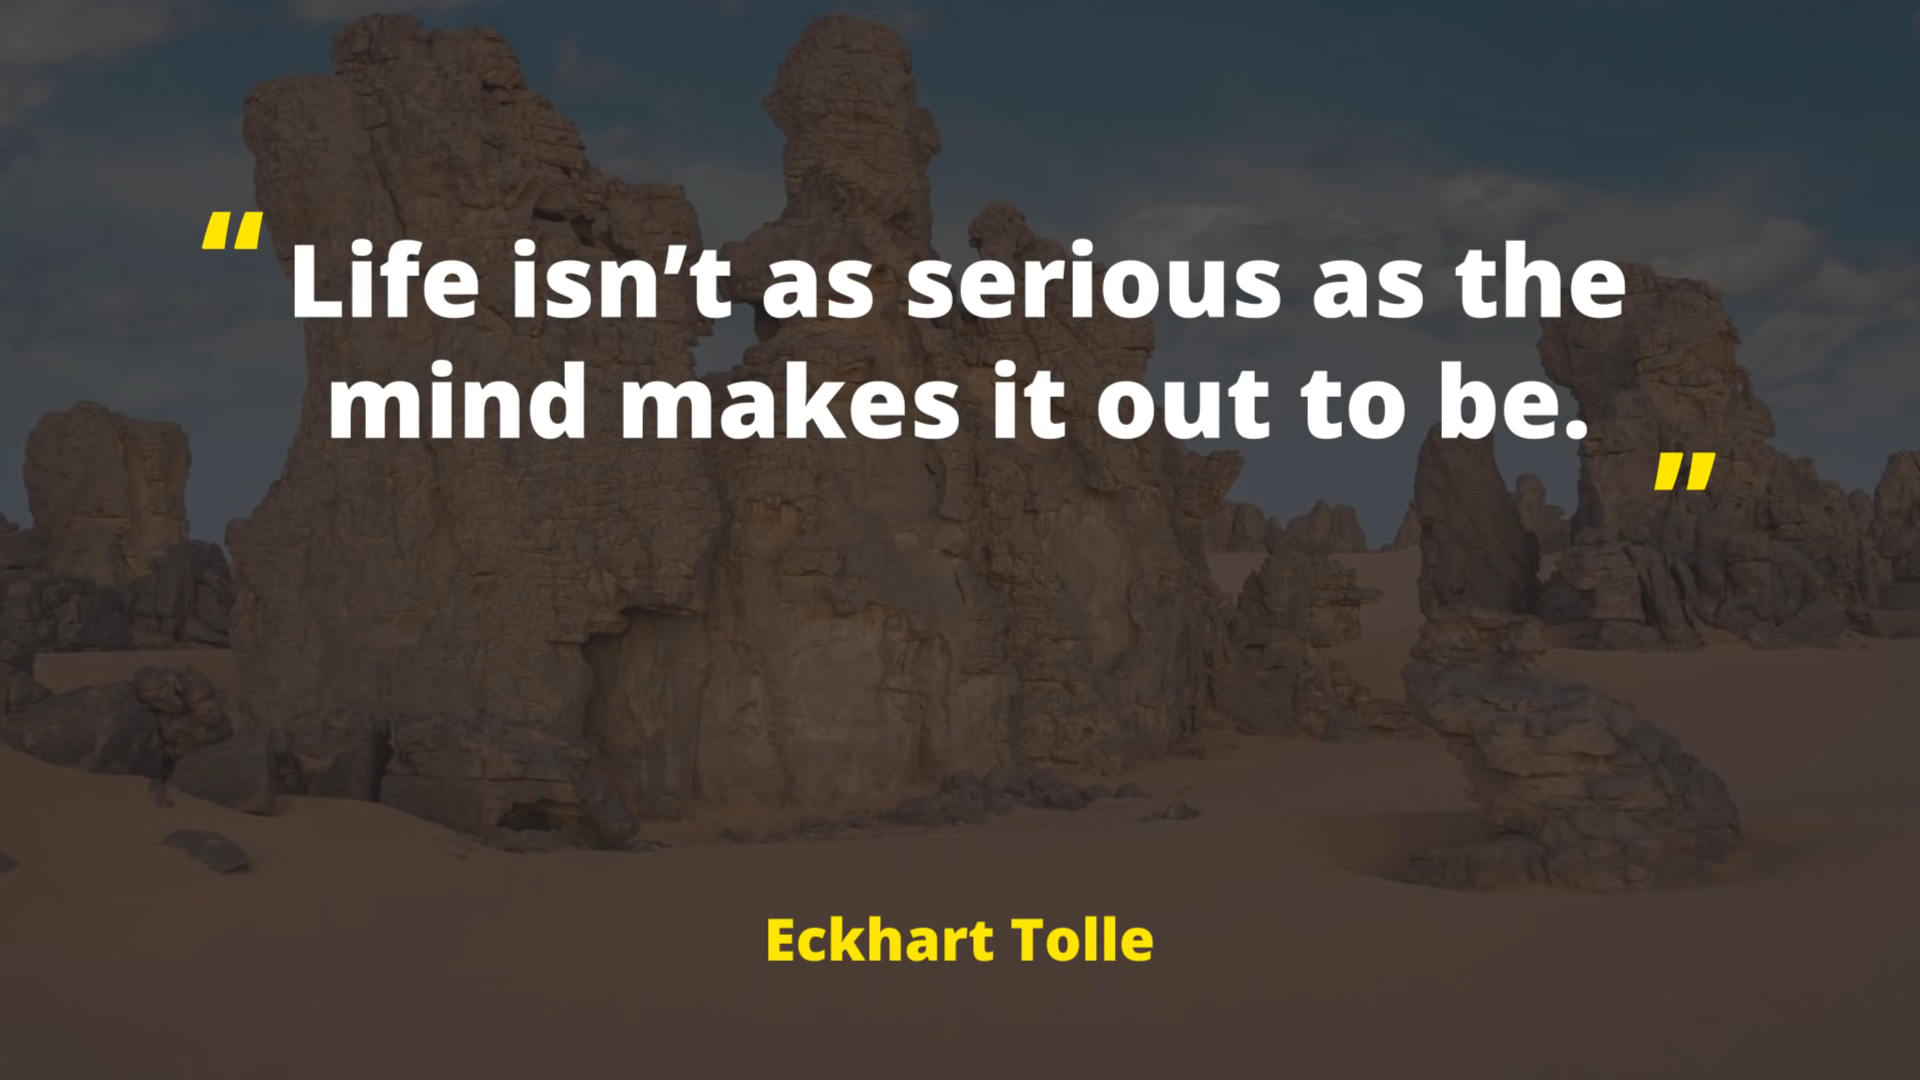 “ Life isn’t as serious as the
mind makes it out to be. ”
Eckhart Tolle